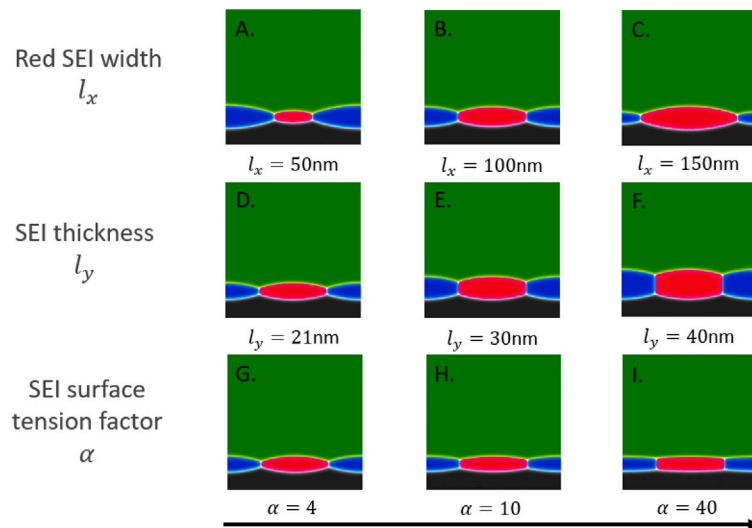 A.
B.
C.
Red SEI width
l_x
l_x = 50nm
l_x = 100nm
l_x = 150nm
D.
E.
F.
SEI thickness
l_y
l_y = 21nm
l_y = 30nm
l_y = 40nm
G.
H.
I.
SEI surface
tension factor
α
α = 4
α = 10
α = 40